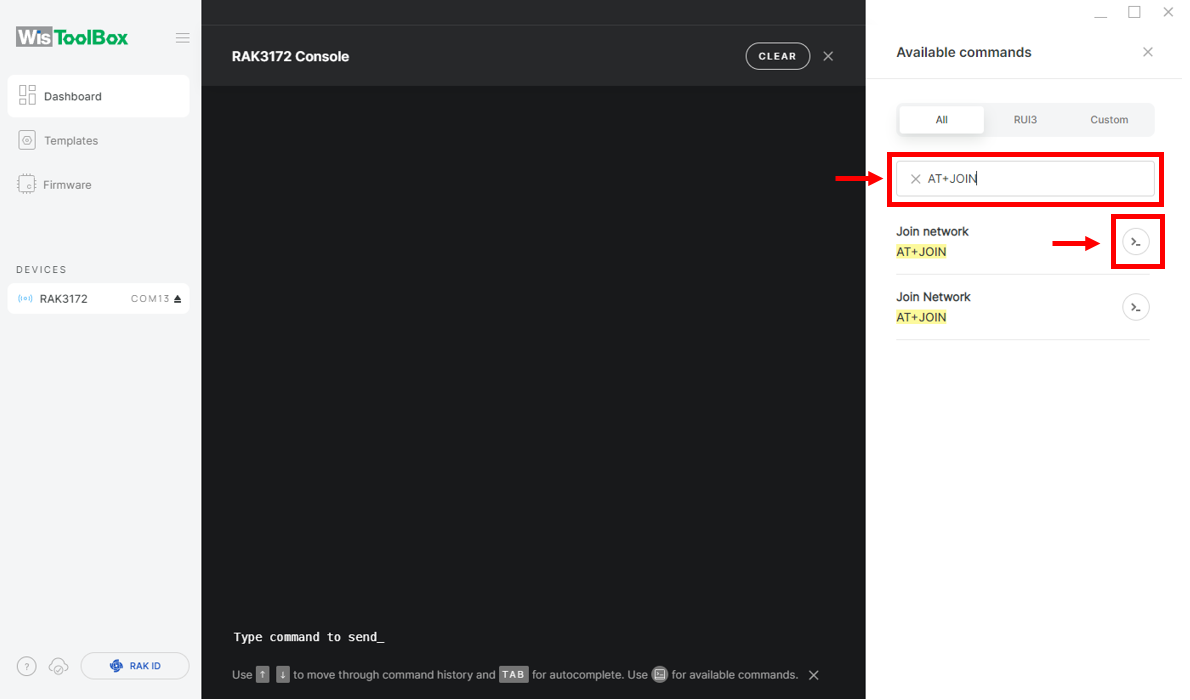 WisToolBox
Dashboard
Templates
Firmware
DEVICES
RAK3172 COM13
?
RAK ID
RAK3172 Console
CLEAR
Type command to send_
Use ↑ ↓ to move through command history and TAB for autocomplete. Use for available commands.
Available commands
All RUI3 Custom
AT+JOIN
Join network
AT+JOIN
Join Network
AT+JOIN